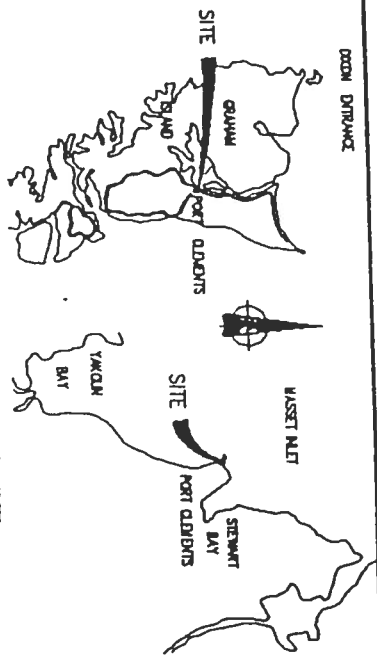 DIXON ENTRANCE
SITE
GRAHAM
ISLAND
PORT CLEMENTS
MASSET INLET
SITE
YAKOUN
BAY
STEWART
BAY
PORT CLEMENTS